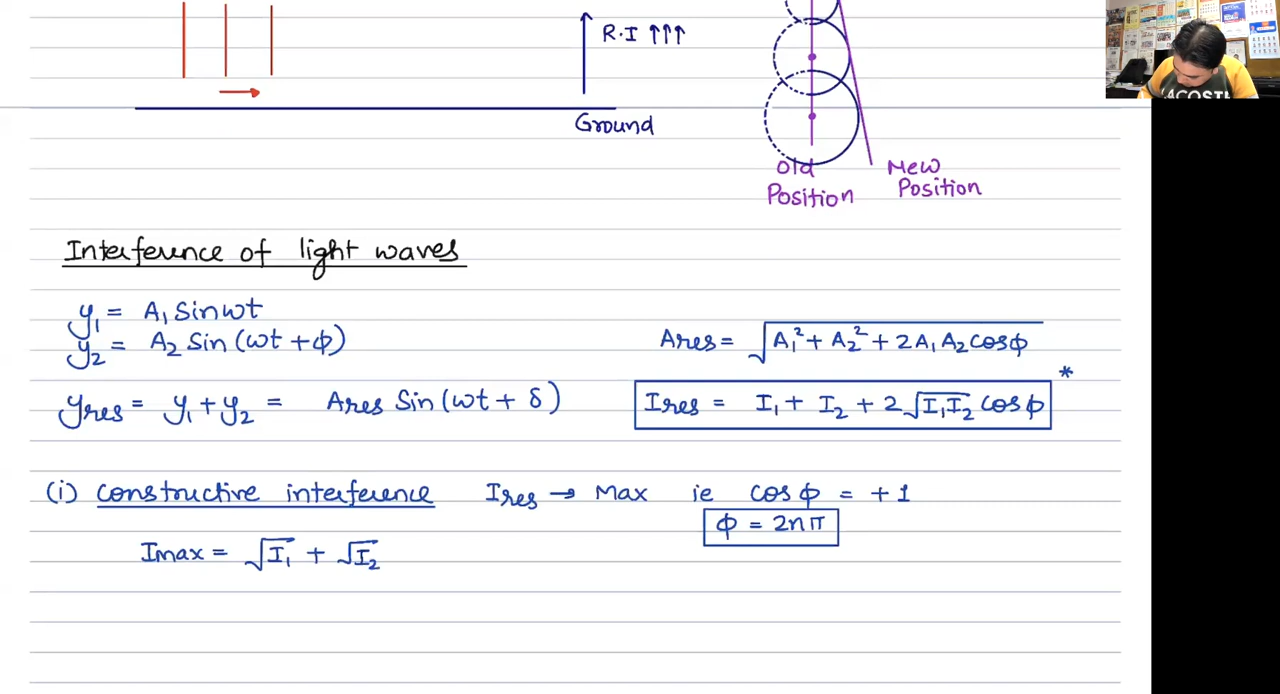 R.I ↑↑↑
Ground
Old Position
New Position
LACOSTE
Interference of light waves
y₁ = A₁ Sinωt
y₂ = A₂ Sin(ωt + ϕ)
Ares = √(A₁² + A₂² + 2A₁A₂cosϕ)
yres = y₁ + y₂ = Ares Sin(ωt + δ)
Ires = I₁ + I₂ + 2√(I₁I₂) cosϕ *
(i) constructive interference Ires → Max ie cosϕ = +1
ϕ = 2nπ
Imax = √I₁ + √I₂